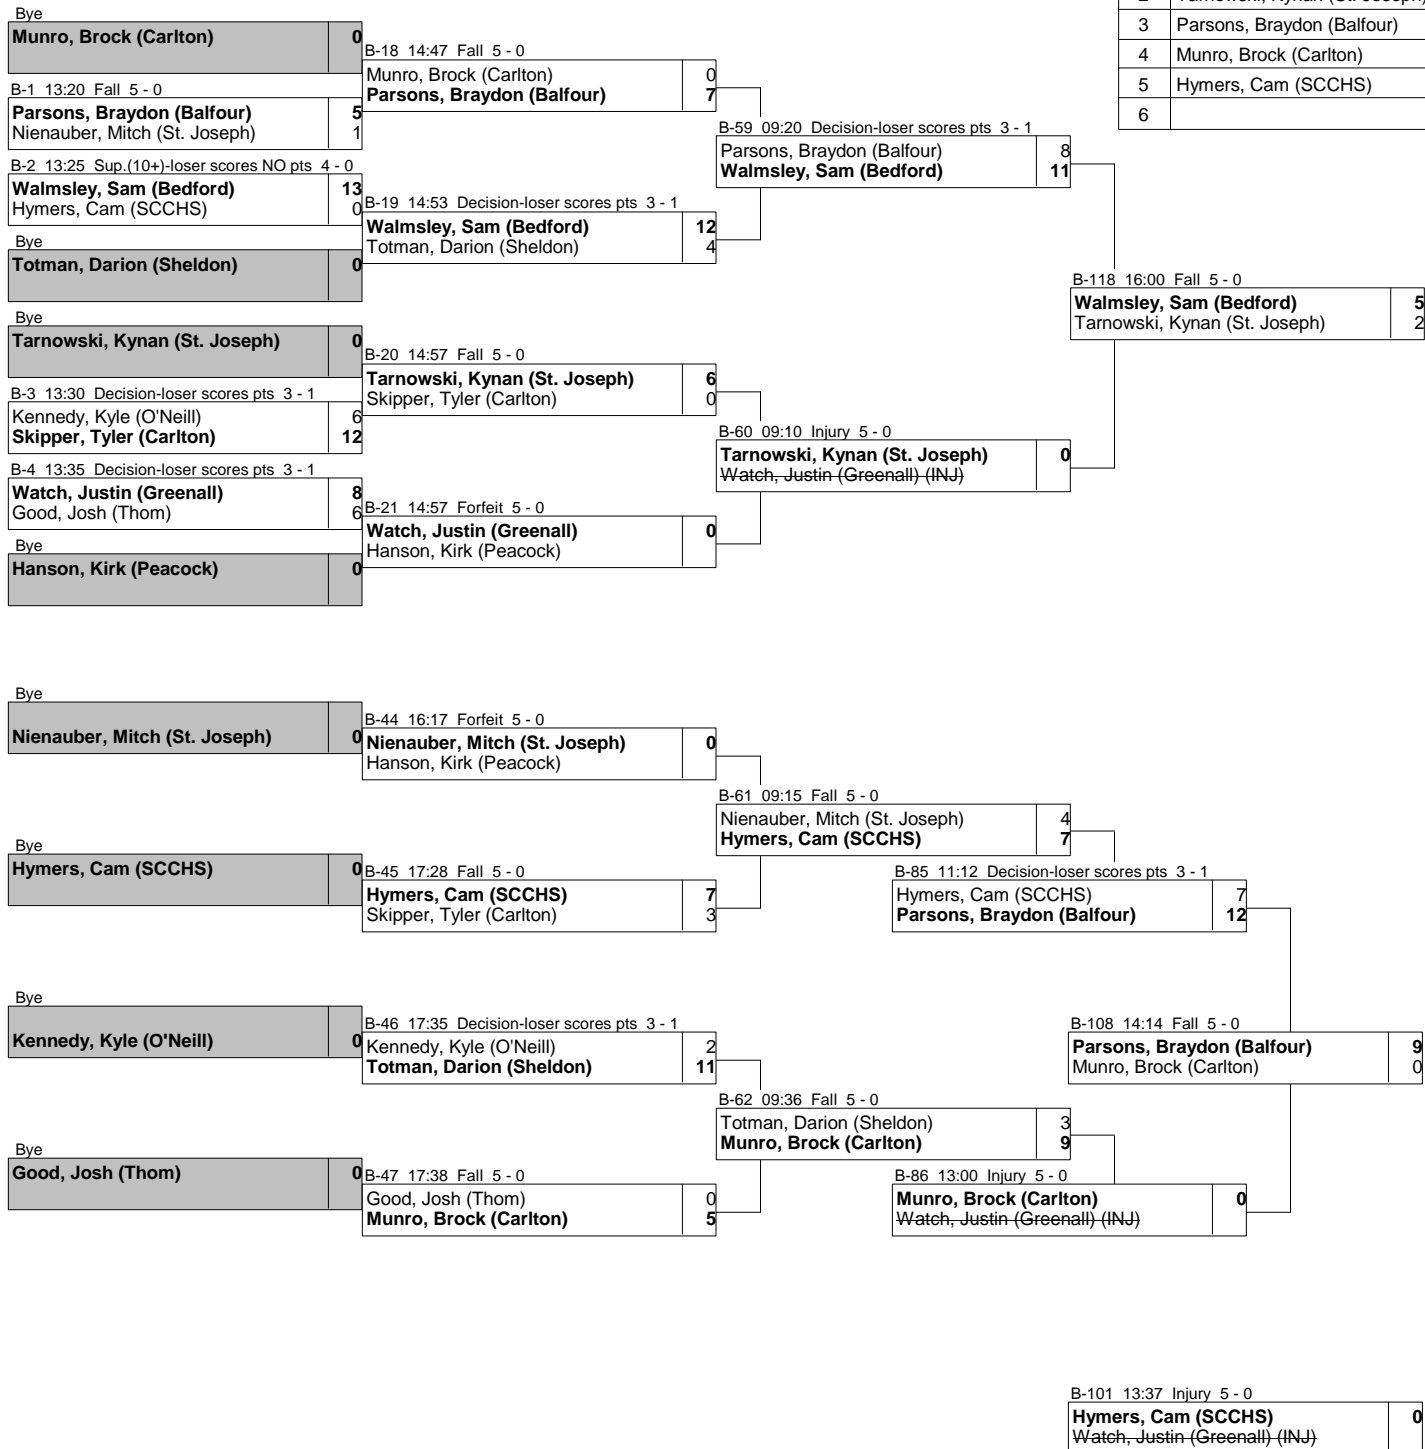 2 Tarnowski, Kynan (St. Joseph)
3 Parsons, Braydon (Balfour)
4 Munro, Brock (Carlton)
5 Hymers, Cam (SCCHS)
6
Bye
Munro, Brock (Carlton) 0
B-1 13:20 Fall 5 - 0
Parsons, Braydon (Balfour) 5
Nienauber, Mitch (St. Joseph) 1
B-2 13:25 Sup.(10+)-loser scores NO pts 4 - 0
Walmsley, Sam (Bedford) 13
Hymers, Cam (SCCHS) 0
Bye
Totman, Darion (Sheldon) 0
Bye
Tarnowski, Kynan (St. Joseph) 0
B-3 13:30 Decision-loser scores pts 3 - 1
Kennedy, Kyle (O'Neill) 6
Skipper, Tyler (Carlton) 12
B-4 13:35 Decision-loser scores pts 3 - 1
Watch, Justin (Greenall) 8
Good, Josh (Thom) 6
Bye
Hanson, Kirk (Peacock) 0
B-18 14:47 Fall 5 - 0
Munro, Brock (Carlton) 0
Parsons, Braydon (Balfour) 7
B-19 14:53 Decision-loser scores pts 3 - 1
Walmsley, Sam (Bedford) 12
Totman, Darion (Sheldon) 4
B-20 14:57 Fall 5 - 0
Tarnowski, Kynan (St. Joseph) 6
Skipper, Tyler (Carlton) 0
B-21 14:57 Forfeit 5 - 0
Watch, Justin (Greenall) 0
Hanson, Kirk (Peacock)
B-59 09:20 Decision-loser scores pts 3 - 1
Parsons, Braydon (Balfour) 8
Walmsley, Sam (Bedford) 11
B-60 09:10 Injury 5 - 0
Tarnowski, Kynan (St. Joseph) 0
Watch, Justin (Greenall) (INJ)
B-118 16:00 Fall 5 - 0
Walmsley, Sam (Bedford) 5
Tarnowski, Kynan (St. Joseph) 2
Bye
Nienauber, Mitch (St. Joseph) 0
Bye
Hymers, Cam (SCCHS) 0
Bye
Kennedy, Kyle (O'Neill) 0
Bye
Good, Josh (Thom) 0
B-44 16:17 Forfeit 5 - 0
Nienauber, Mitch (St. Joseph) 0
Hanson, Kirk (Peacock)
B-45 17:28 Fall 5 - 0
Hymers, Cam (SCCHS) 7
Skipper, Tyler (Carlton) 3
B-46 17:35 Decision-loser scores pts 3 - 1
Kennedy, Kyle (O'Neill) 2
Totman, Darion (Sheldon) 11
B-47 17:38 Fall 5 - 0
Good, Josh (Thom) 0
Munro, Brock (Carlton) 5
B-61 09:15 Fall 5 - 0
Nienauber, Mitch (St. Joseph) 4
Hymers, Cam (SCCHS) 7
B-62 09:36 Fall 5 - 0
Totman, Darion (Sheldon) 3
Munro, Brock (Carlton) 9
B-85 11:12 Decision-loser scores pts 3 - 1
Hymers, Cam (SCCHS) 7
Parsons, Braydon (Balfour) 12
B-86 13:00 Injury 5 - 0
Munro, Brock (Carlton) 0
Watch, Justin (Greenall) (INJ)
B-108 14:14 Fall 5 - 0
Parsons, Braydon (Balfour) 9
Munro, Brock (Carlton) 0
B-101 13:37 Injury 5 - 0
Hymers, Cam (SCCHS) 0
Watch, Justin (Greenall) (INJ)